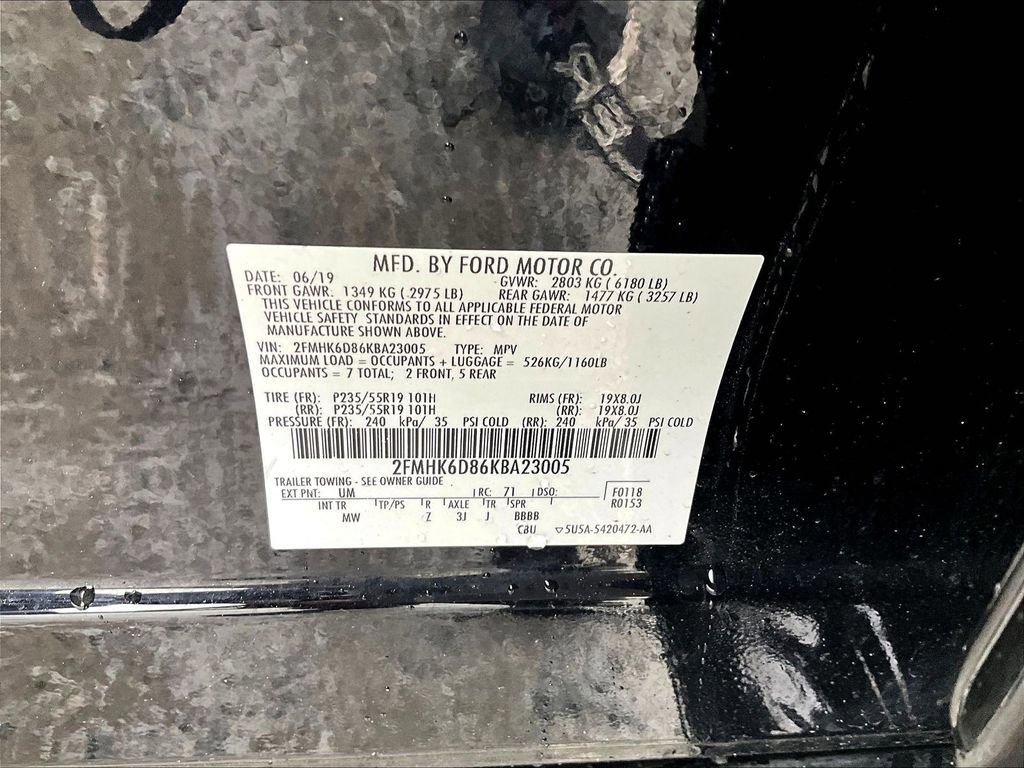 MFD. BY FORD MOTOR CO.
DATE: 06/19 GVWR: 2803 KG ( 6180 LB)
FRONT GAWR: 1349 KG ( 2975 LB) REAR GAWR: 1477 KG ( 3257 LB)
THIS VEHICLE CONFORMS TO ALL APPLICABLE FEDERAL MOTOR
VEHICLE SAFETY STANDARDS IN EFFECT ON THE DATE OF
MANUFACTURE SHOWN ABOVE.
VIN: 2FMHK6D86KBA23005 TYPE: MPV
MAXIMUM LOAD = OCCUPANTS + LUGGAGE = 526KG/1160LB
OCCUPANTS = 7 TOTAL; 2 FRONT, 5 REAR
TIRE (FR): P235/55R19 101H RIMS (FR): 19X8.0J
(RR): P235/55R19 101H (RR): 19X8.0J
PRESSURE (FR): 240 kPa/ 35 PSI COLD (RR): 240 kPa/ 35 PSI COLD
2FMHK6D86KBA23005
TRAILER TOWING - SEE OWNER GUIDE
EXT PNT: UM RC: 71 DSO: F0118
INT TR TP/PS R AXLE TR SPR R0153
MW Z 3J J BBBB
C8U ▽5U5A-5420472-AA